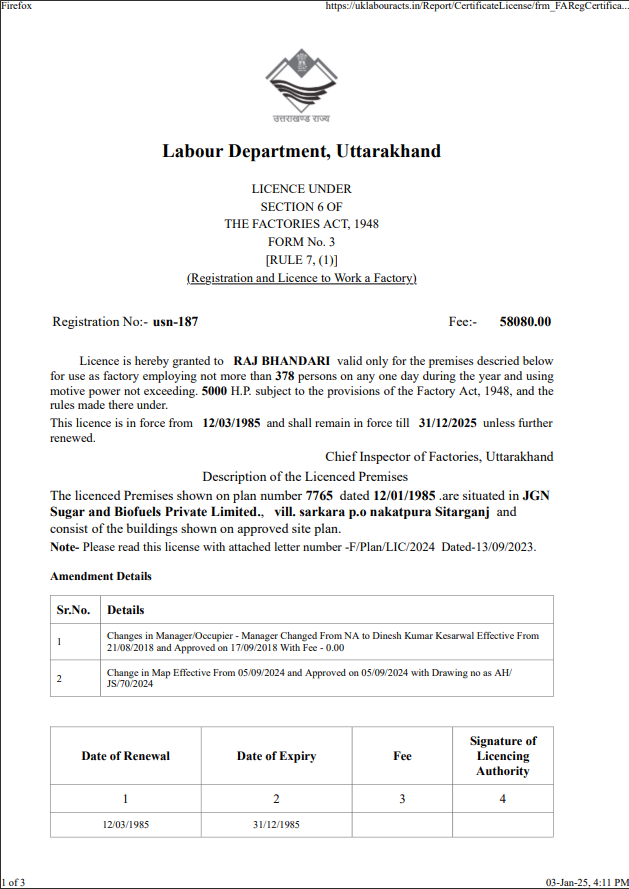 Firefox
https://uklabouracts.in/Report/CertificateLicense/frm_FARegCertifica...
उत्तराखण्ड राज्य
Labour Department, Uttarakhand
LICENCE UNDER
SECTION 6 OF
THE FACTORIES ACT, 1948
FORM No. 3
[RULE 7, (1)]
(Registration and Licence to Work a Factory)
Registration No:- usn-187 Fee:- 58080.00
Licence is hereby granted to RAJ BHANDARI valid only for the premises descried below
for use as factory employing not more than 378 persons on any one day during the year and using
motive power not exceeding. 5000 H.P. subject to the provisions of the Factory Act, 1948, and the
rules made there under.
This licence is in force from 12/03/1985 and shall remain in force till 31/12/2025 unless further
renewed.
Chief Inspector of Factories, Uttarakhand
Description of the Licenced Premises
The licenced Premises shown on plan number 7765 dated 12/01/1985 .are situated in JGN
Sugar and Biofuels Private Limited., vill. sarkara p.o nakatpura Sitarganj and
consist of the buildings shown on approved site plan.
Note- Please read this license with attached letter number -F/Plan/LIC/2024 Dated-13/09/2023.
Amendment Details
Sr.No. Details
1 Changes in Manager/Occupier - Manager Changed From NA to Dinesh Kumar Kesarwal Effective From
21/08/2018 and Approved on 17/09/2018 With Fee - 0.00
2 Change in Map Effective From 05/09/2024 and Approved on 05/09/2024 with Drawing no as AH/
JS/70/2024
Date of Renewal Date of Expiry Fee Signature of
Licencing
Authority
1 2 3 4
12/03/1985 31/12/1985
1 of 3 03-Jan-25, 4:11 PM